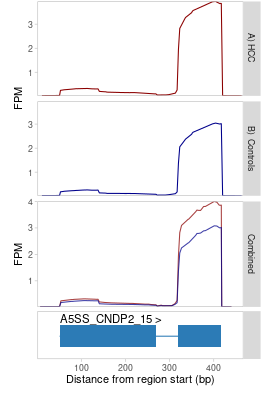 3
2
1
FPM
A) HCC
3
2
1
B) Controls
4
3
2
1
FPM
Combined
A5SS_CNDP2_15 >
100 200 300 400
Distance from region start (bp)